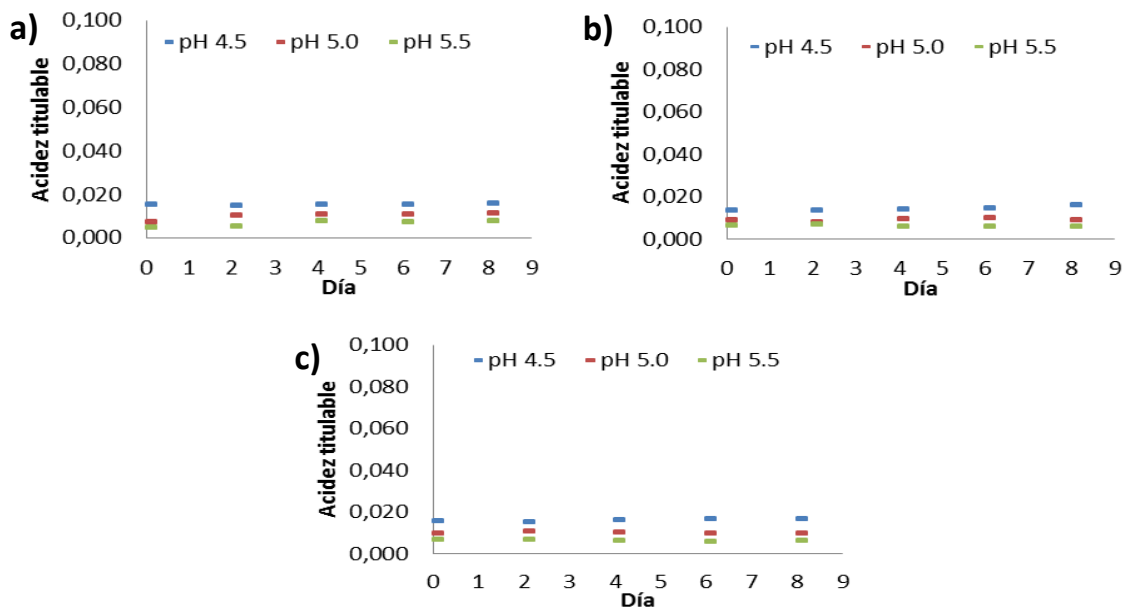 a)
0,100
pH 4.5 pH 5.0 pH 5.5
0,080
0,060
0,040
0,020
0,000
Acidez titulable
0 1 2 3 4 5 6 7 8 9
Día
b)
0,100
pH 4.5 pH 5.0 pH 5.5
0,080
0,060
0,040
0,020
0,000
Acidez titulable
0 1 2 3 4 5 6 7 8 9
Día
c)
0,100
pH 4.5 pH 5.0 pH 5.5
0,080
0,060
0,040
0,020
0,000
Acidez titulable
0 1 2 3 4 5 6 7 8 9
Día